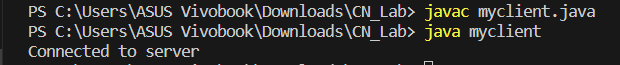 PS C:\Users\ASUS Vivobook\Downloads\CN_Lab> javac myclient.java
PS C:\Users\ASUS Vivobook\Downloads\CN_Lab> java myclient
Connected to server